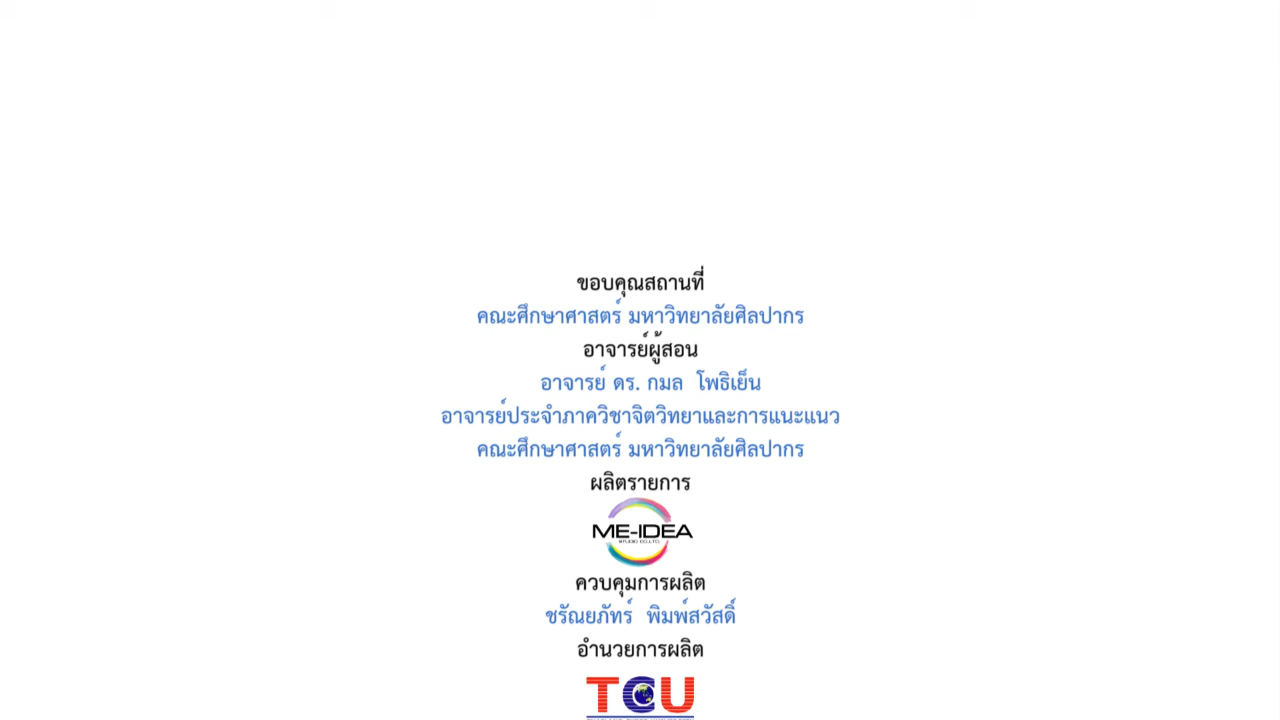 ขอบคุณสถานที่
คณะศึกษาศาสตร์ มหาวิทยาลัยศิลปากร
อาจารย์ผู้สอน
อาจารย์ ดร. กมล โพธิเย็น
อาจารย์ประจำภาควิชาจิตวิทยาและการแนะแนว
คณะศึกษาศาสตร์ มหาวิทยาลัยศิลปากร
ผลิตรายการ
ME-IDEA
STUDIO CO.,LTD.
ควบคุมการผลิต
ชรัณยภัทร์ พิมพ์สวัสดิ์
อำนวยการผลิต
TCU